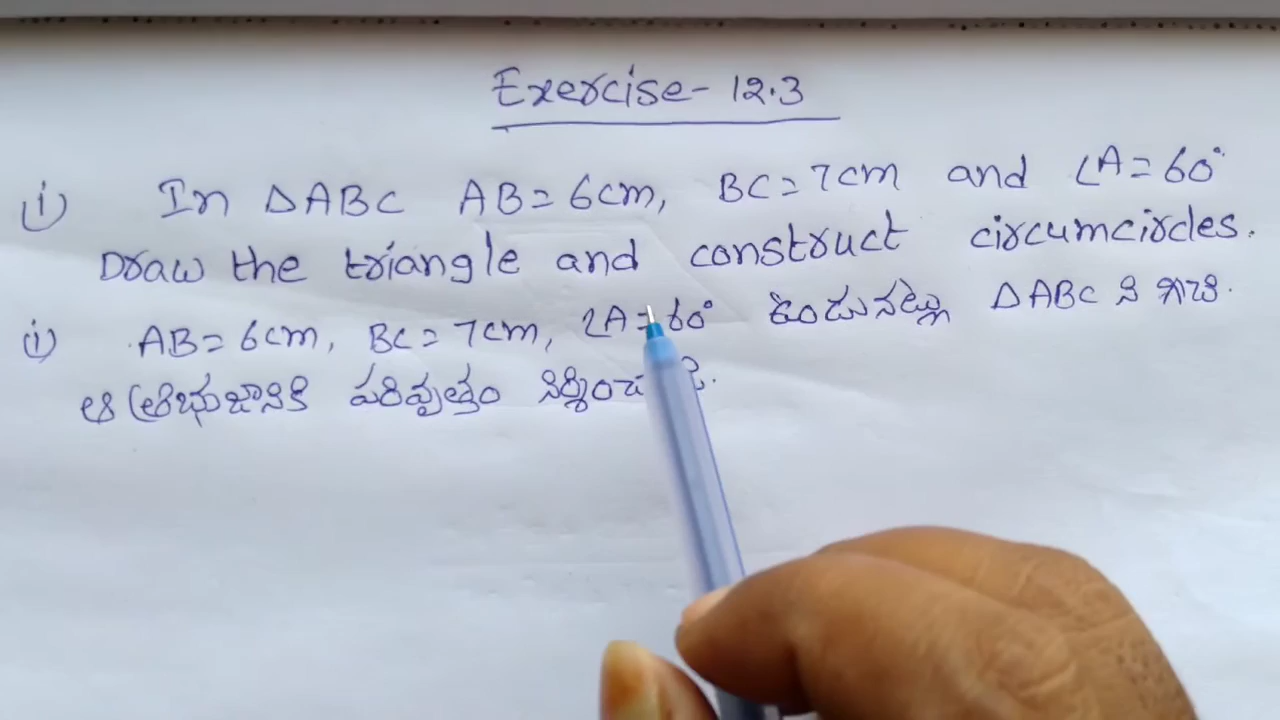 Exercise- 12.3
i) In ΔABC AB=6cm, BC=7cm and ∠A=60°
Draw the triangle and construct circumcircles.
i) AB=6cm, BC=7cm, ∠A=60° ఉండునట్లు ΔABC ని గీచి.
ఆ త్రిభుజానికి పరివృత్తం